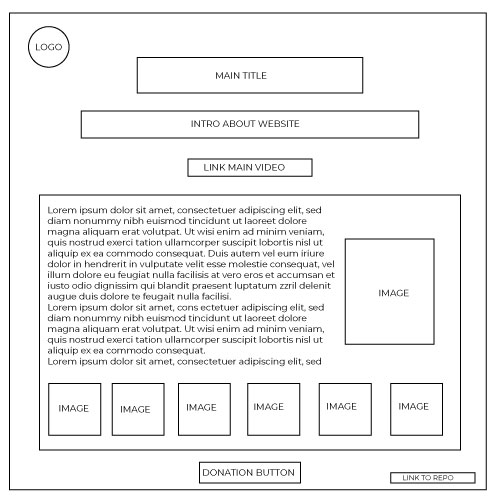 LOGO
MAIN TITLE
INTRO ABOUT WEBSITE
LINK MAIN VIDEO
Lorem ipsum dolor sit amet, consectetuer adipiscing elit, sed
diam nonummy nibh euismod tincidunt ut laoreet dolore
magna aliquam erat volutpat. Ut wisi enim ad minim veniam,
quis nostrud exerci tation ullamcorper suscipit lobortis nisl ut
aliquip ex ea commodo consequat. Duis autem vel eum iriure
dolor in hendrerit in vulputate velit esse molestie consequat, vel
illum dolore eu feugiat nulla facilisis at vero eros et accumsan et
iusto odio dignissim qui blandit praesent luptatum zzril delenit
augue duis dolore te feugait nulla facilisi.
Lorem ipsum dolor sit amet, cons ectetuer adipiscing elit, sed
diam nonummy nibh euismod tincidunt ut laoreet dolore
magna aliquam erat volutpat. Ut wisi enim ad minim veniam,
quis nostrud exerci tation ullamcorper suscipit lobortis nisl ut
aliquip ex ea commodo consequat.
Lorem ipsum dolor sit amet, consectetuer adipiscing elit, sed
IMAGE
IMAGE
IMAGE
IMAGE
IMAGE
IMAGE
IMAGE
DONATION BUTTON
LINK TO REPO